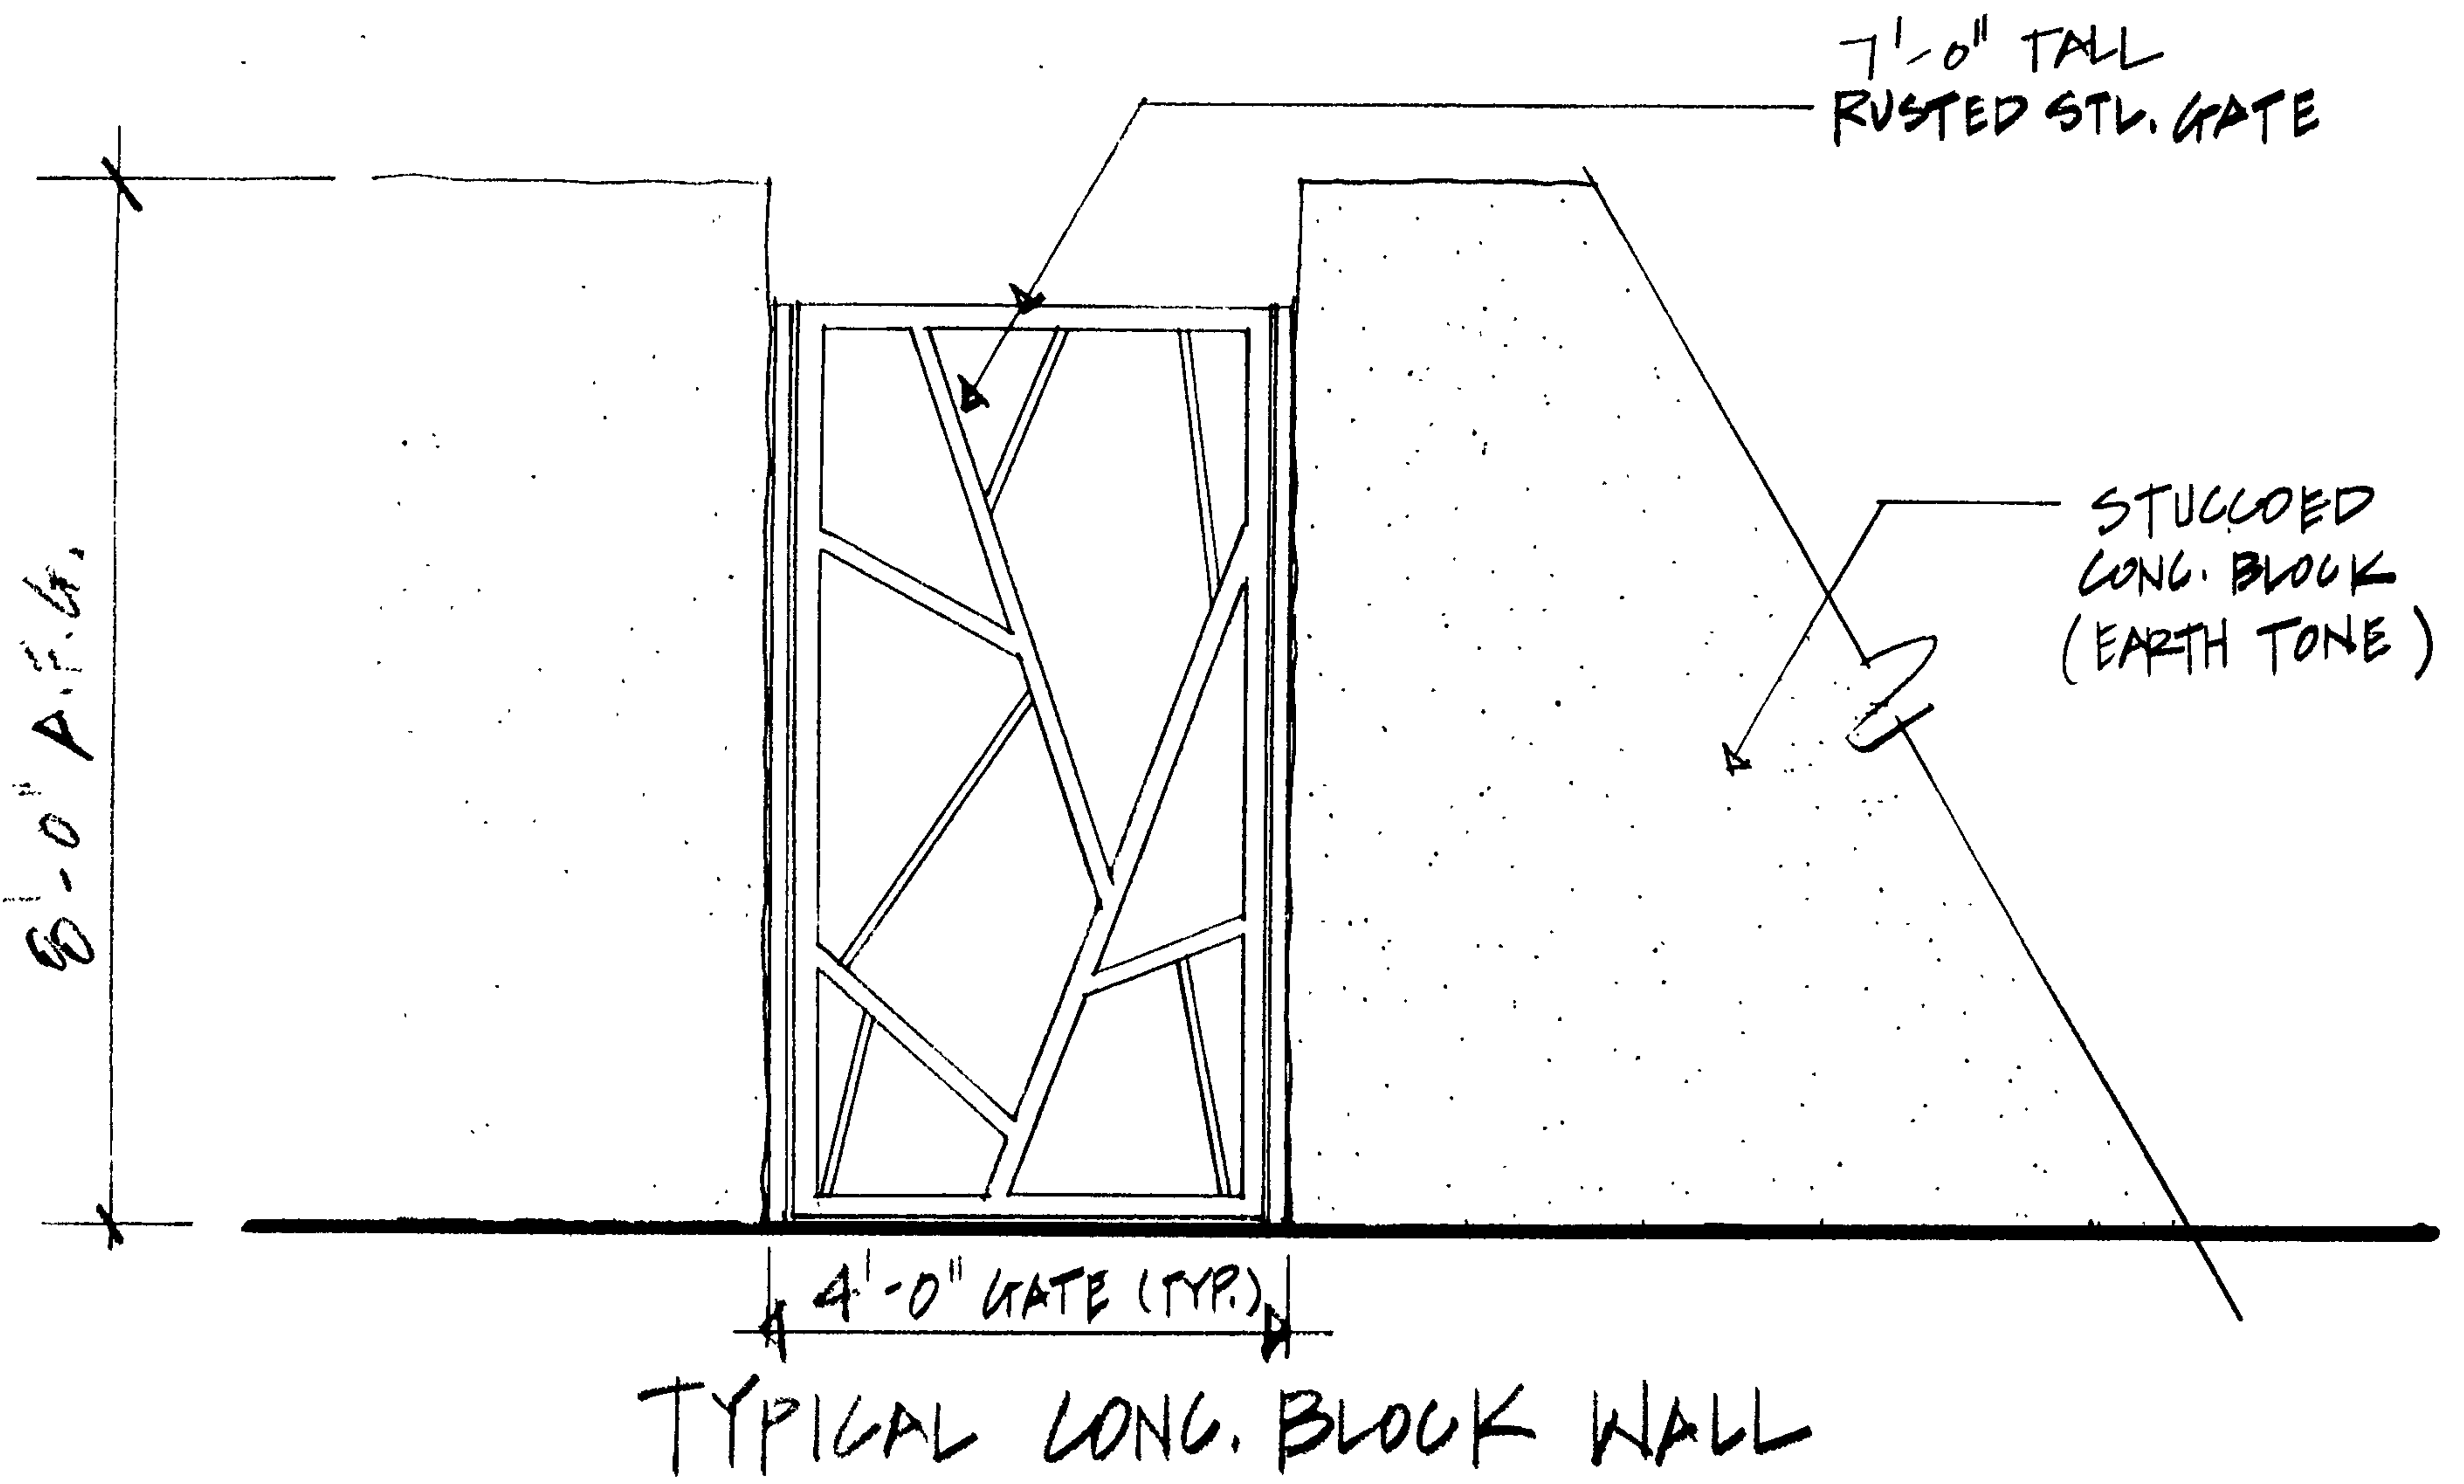 7'-0" TALL
RUSTED STL. GATE
STUCCOED
CONC. BLOCK
(EARTH TONE)
8'-0" A.F.G.
4'-0" GATE (TYP.)
TYPICAL CONC. BLOCK WALL